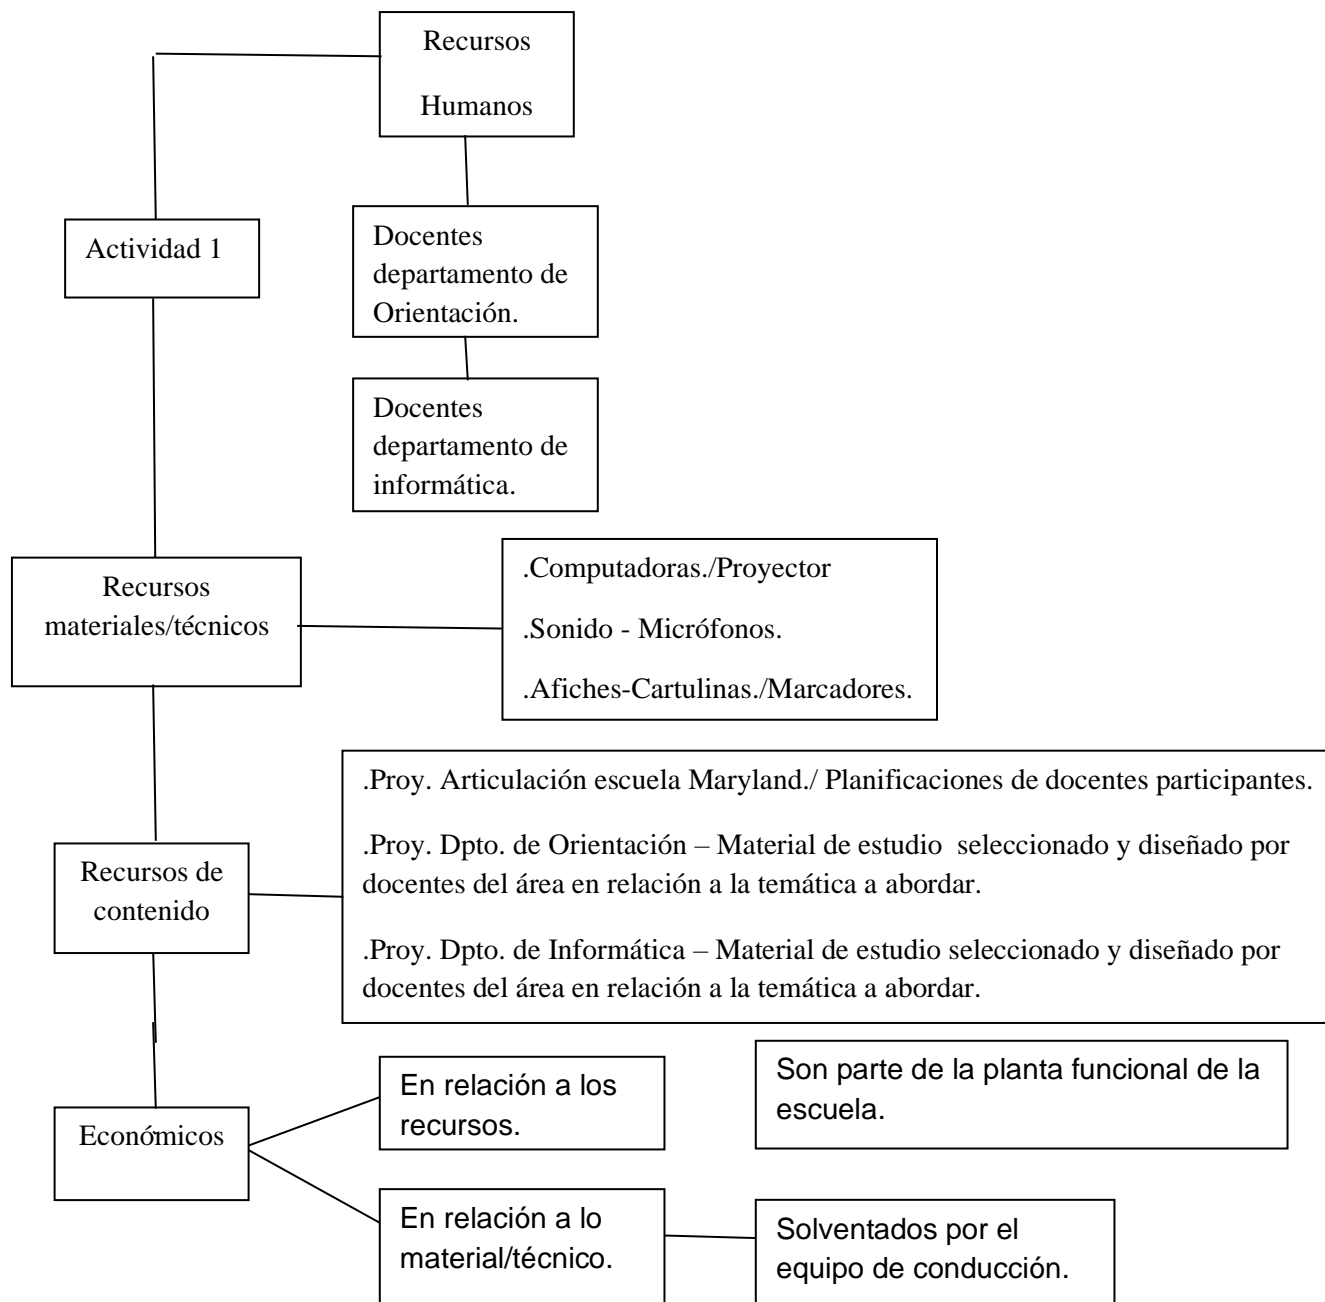 Recursos
Humanos
Actividad 1
Docentes
departamento de
Orientación.
Docentes
departamento de
informática.
Recursos
materiales/técnicos
.Computadoras./Proyector
.Sonido - Micrófonos.
.Afiches-Cartulinas./Marcadores.
.Proy. Articulación escuela Maryland./ Planificaciones de docentes participantes.
.Proy. Dpto. de Orientación – Material de estudio  seleccionado y diseñado por
docentes del área en relación a la temática a abordar.
.Proy. Dpto. de Informática – Material de estudio seleccionado y diseñado por
docentes del área en relación a la temática a abordar.
Recursos de
contenido
Económicos
En relación a los
recursos.
Son parte de la planta funcional de la
escuela.
En relación a lo
material/técnico.
Solventados por el
equipo de conducción.